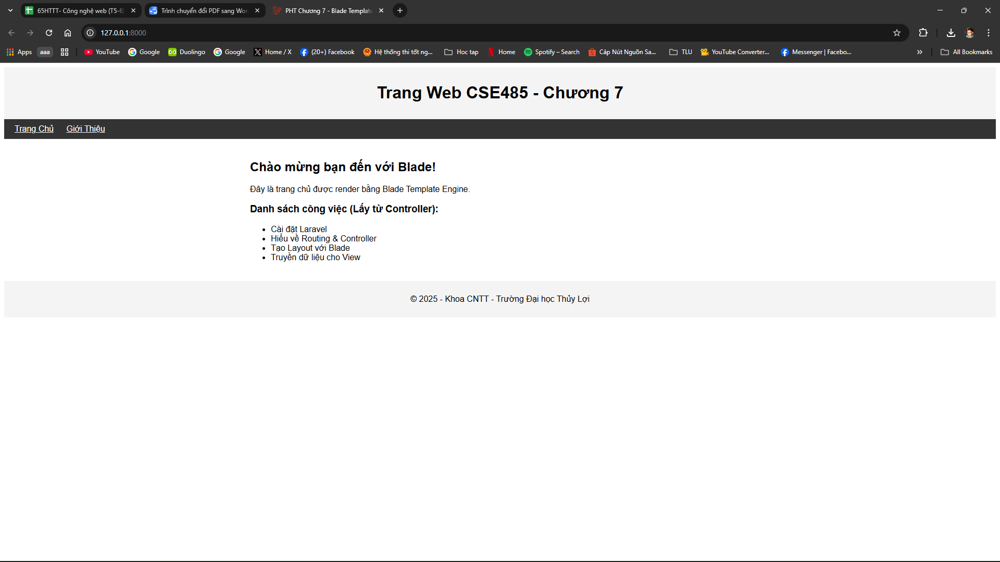 65HTTT- Công nghệ web (T5-6)
Trình chuyển đổi PDF sang Wor
PHT Chương 7 - Blade Template
127.0.0.1:8000
Apps
aaa
YouTube
Google
Duolingo
Google
Home / X
(20+) Facebook
Hệ thống thi tốt ng...
Hoc tap
Home
Spotify – Search
Cáp Nút Nguồn Sa...
TLU
YouTube Converter...
Messenger | Facebo...
All Bookmarks
Trang Web CSE485 - Chương 7
Trang Chủ Giới Thiệu
Chào mừng bạn đến với Blade!
Đây là trang chủ được render bằng Blade Template Engine.
Danh sách công việc (Lấy từ Controller):
• Cài đặt Laravel
• Hiểu về Routing & Controller
• Tạo Layout với Blade
• Truyền dữ liệu cho View
© 2025 - Khoa CNTT - Trường Đại học Thủy Lợi